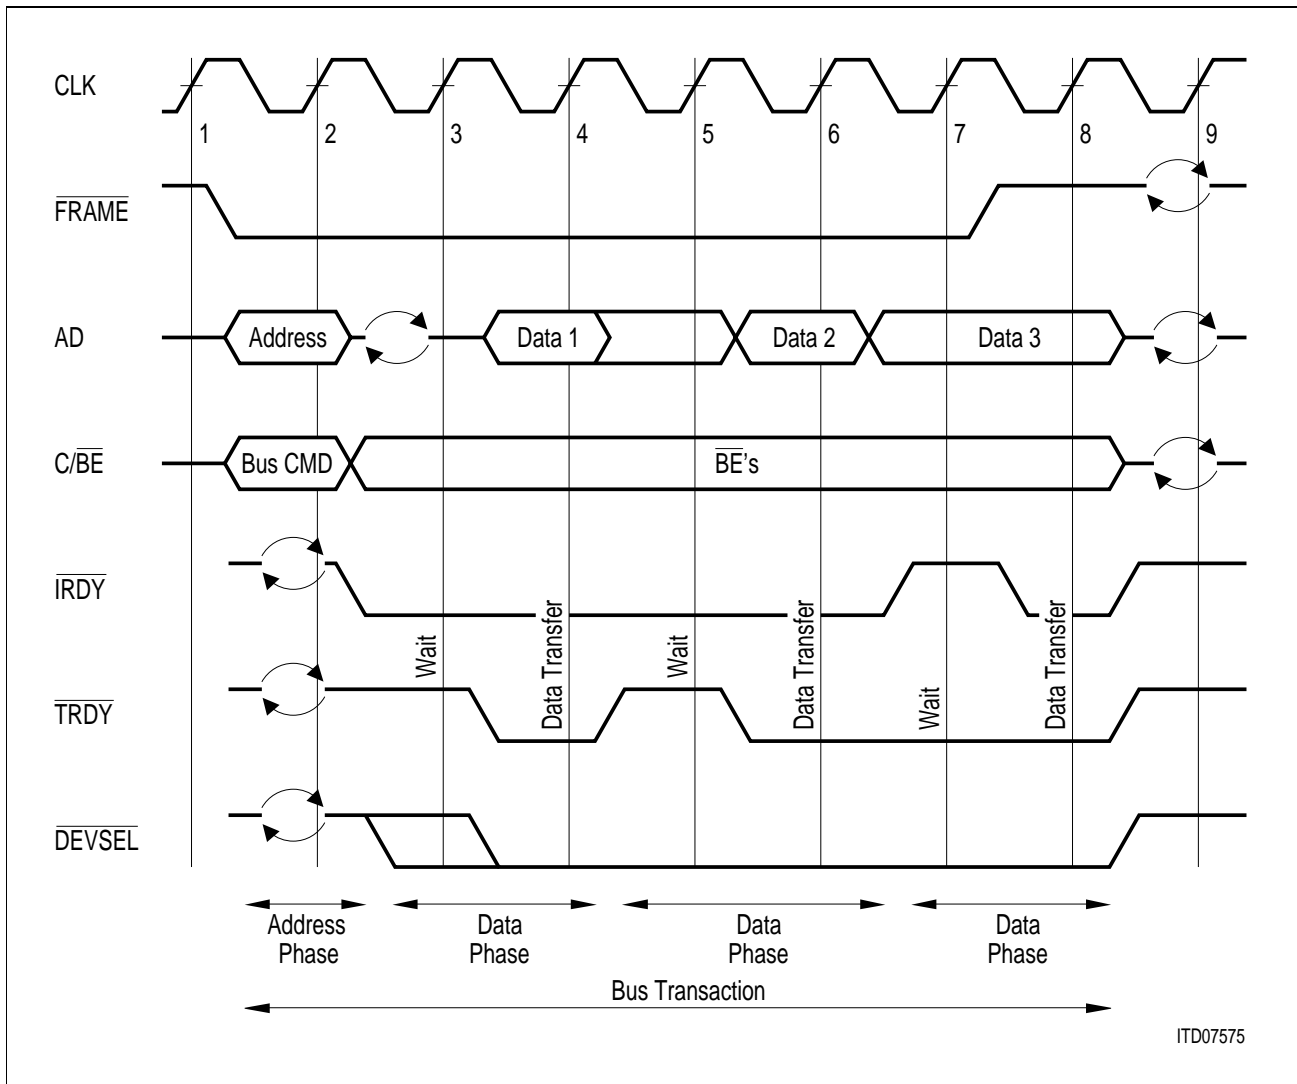 CLK
1 2 3 4 5 6 7 8 9
FRAME
AD Address Data 1 Data 2 Data 3
C/BE Bus CMD BE's
IRDY
Wait Data Transfer Wait Data Transfer Wait Data Transfer
TRDY
DEVSEL
Address Phase
Data Phase
Data Phase
Data Phase
Bus Transaction
ITD07575